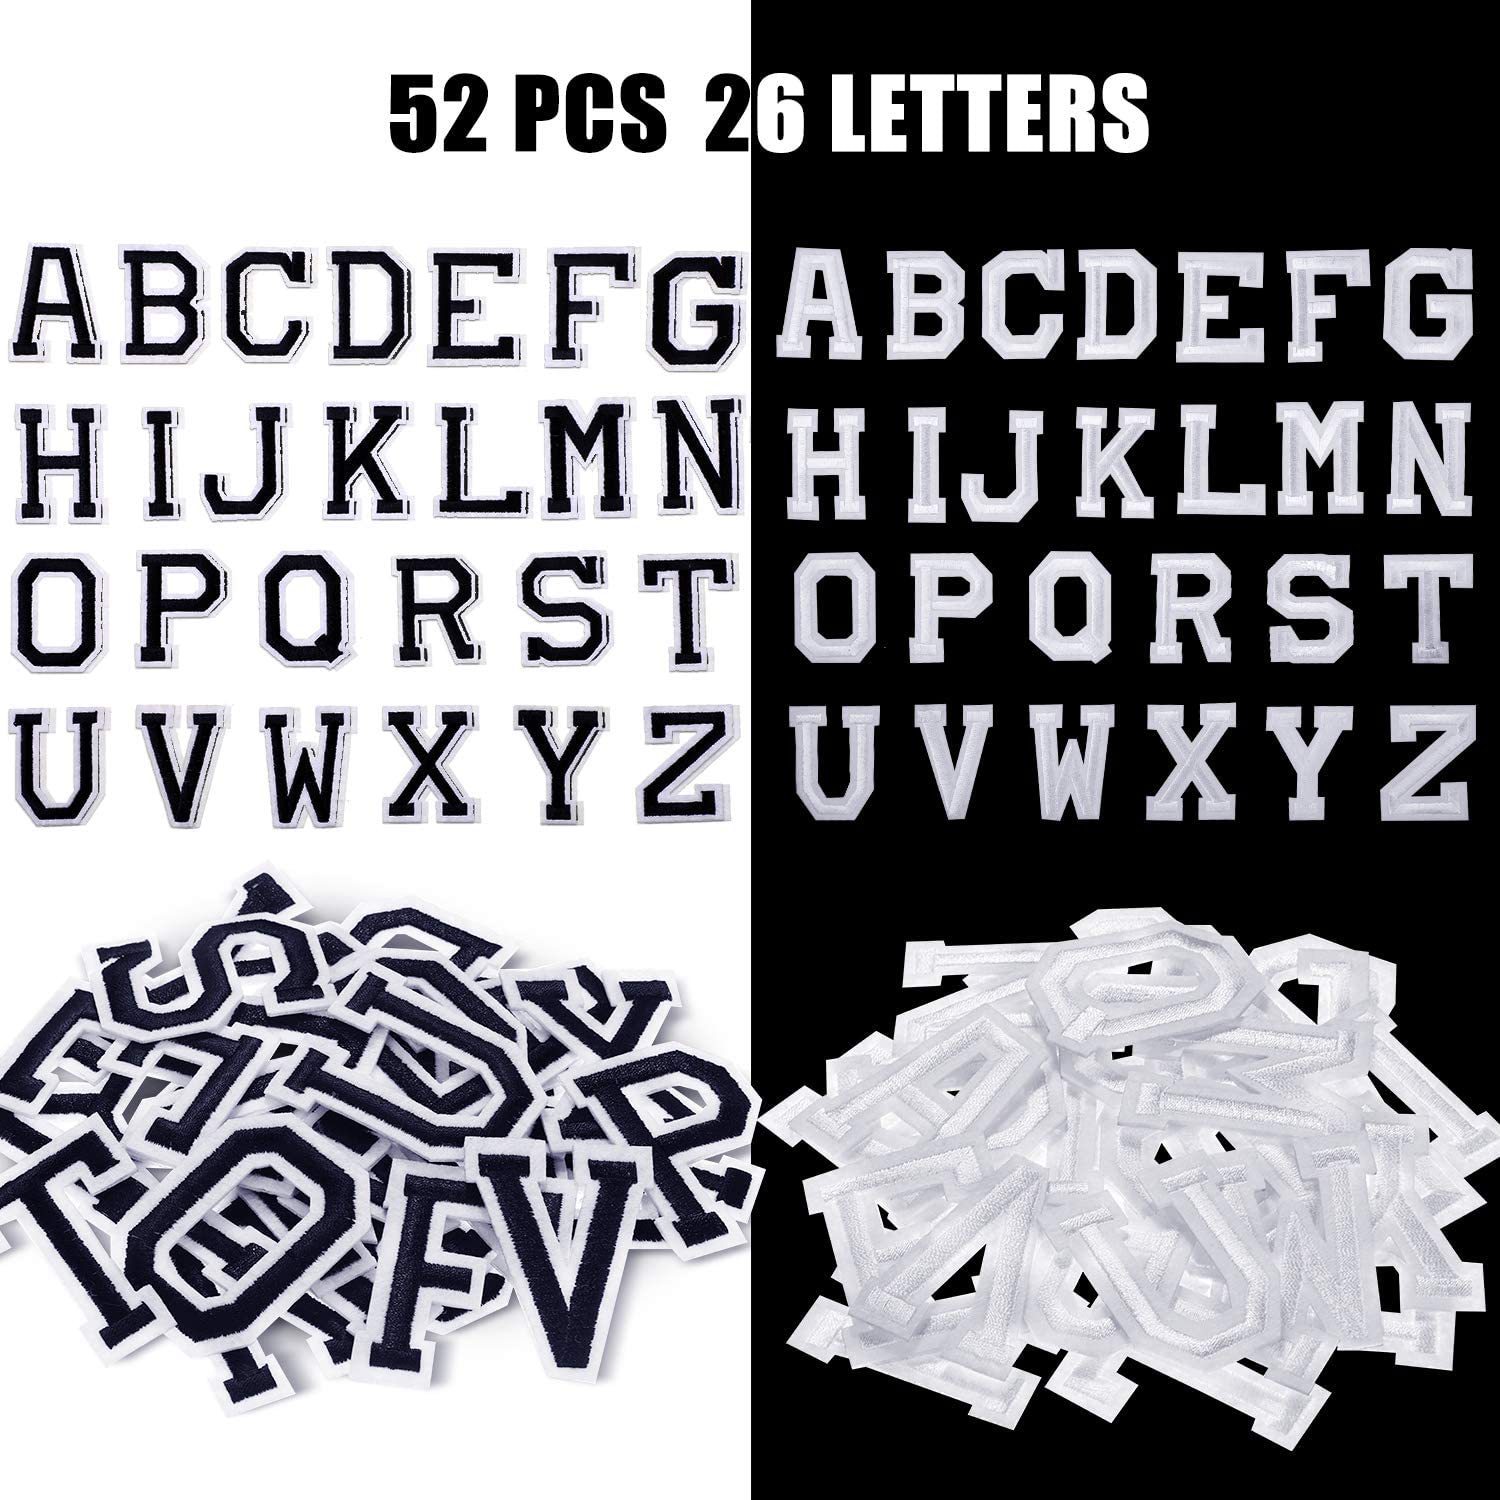 52 PCS 26 LETTERS
A B C D E F G A B C D E F G
H I J K L M N H I J K L M N
O P Q R S T O P Q R S T
U V W X Y Z U V W X Y Z